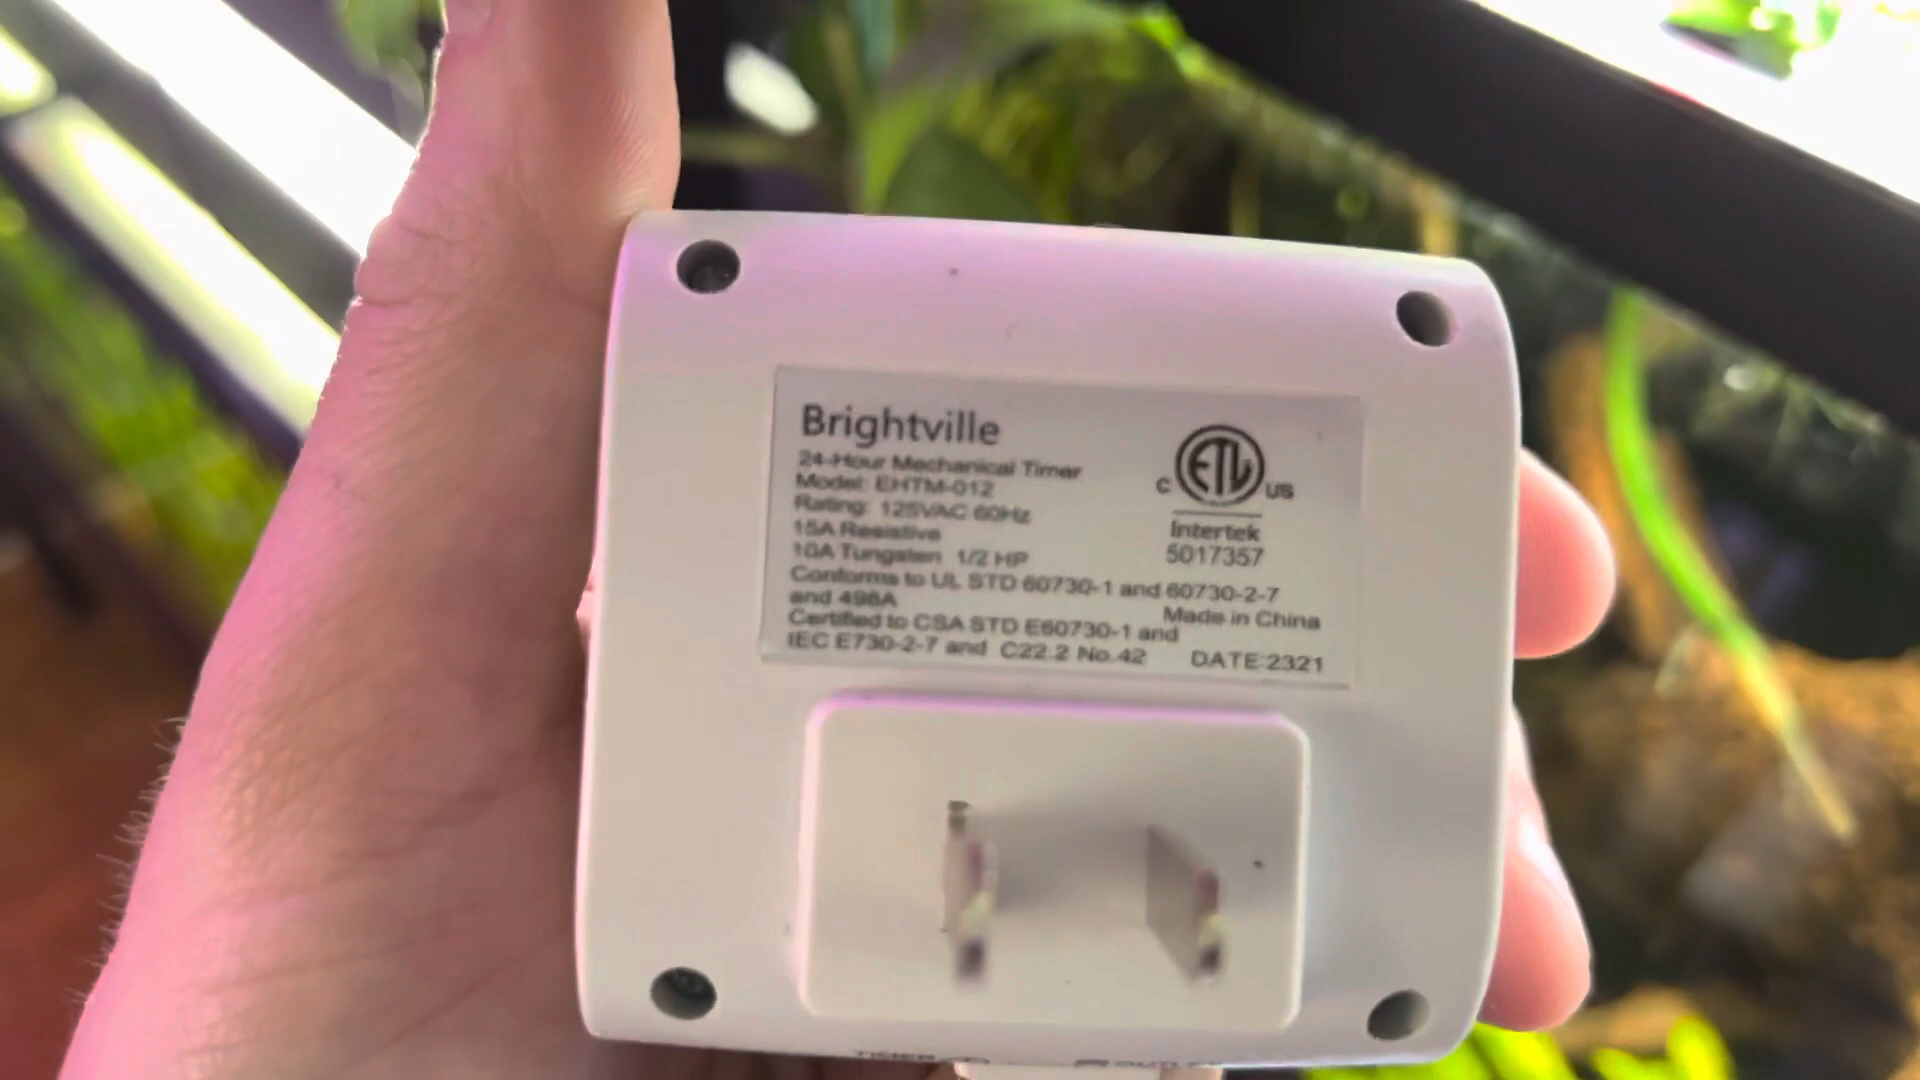 Brightville
24-Hour Mechanical Timer
Model: EHTM-012
Rating: 125VAC 60Hz
15A Resistive
10A Tungsten 1/2 HP
Conforms to UL STD 60730-1 and 60730-2-7
and 498A
Certified to CSA STD E60730-1 and
IEC E730-2-7 and C22.2 No.42
C ETL US
Intertek
5017357
Made in China
DATE:2321
TIMER